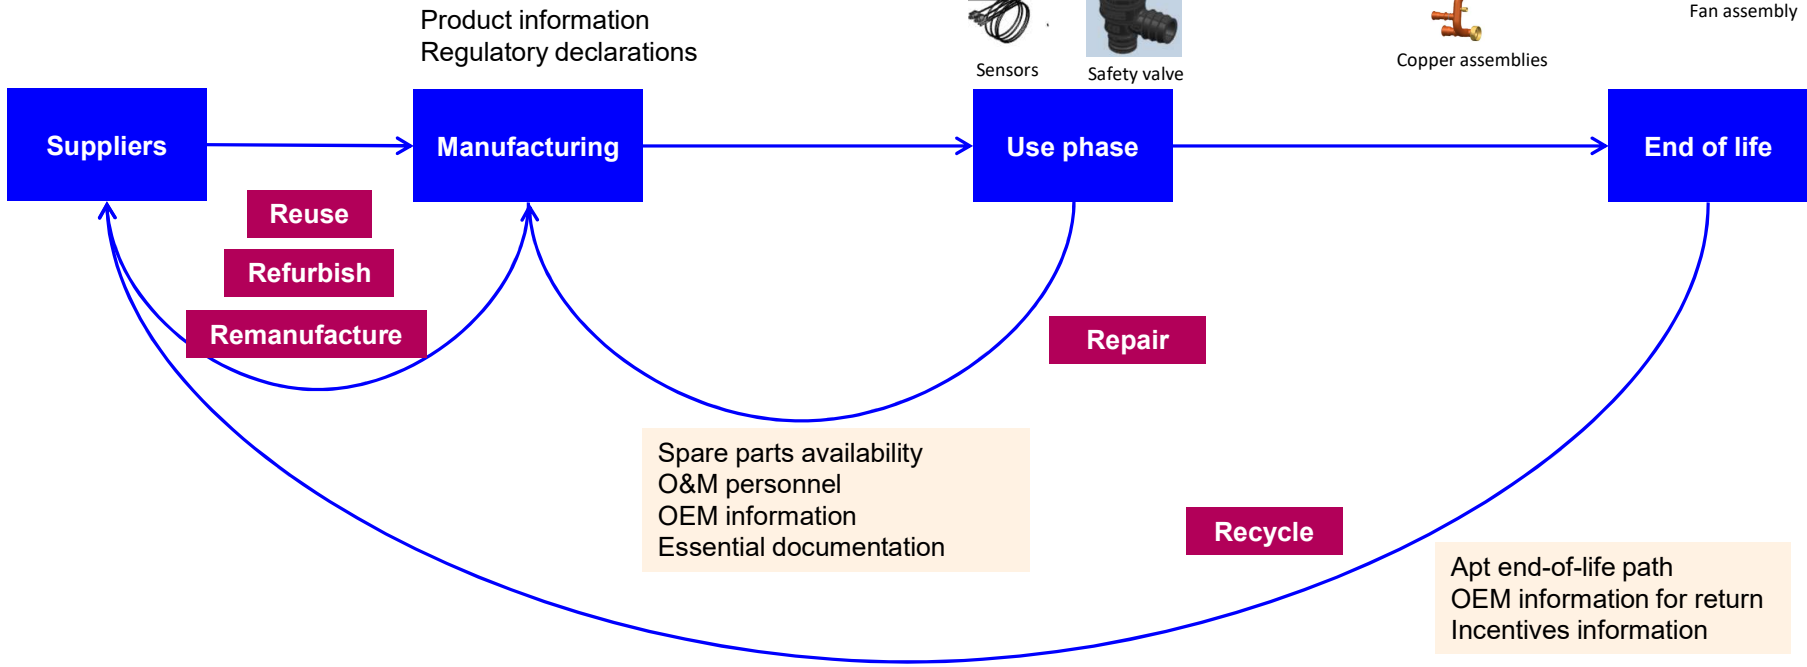 Product information
Regulatory declarations
Sensors
Safety valve
Copper assemblies
Fan assembly
Suppliers
Manufacturing
Use phase
End of life
Reuse
Refurbish
Remanufacture
Repair
Spare parts availability
O&M personnel
OEM information
Essential documentation
Recycle
Apt end-of-life path
OEM information for return
Incentives information